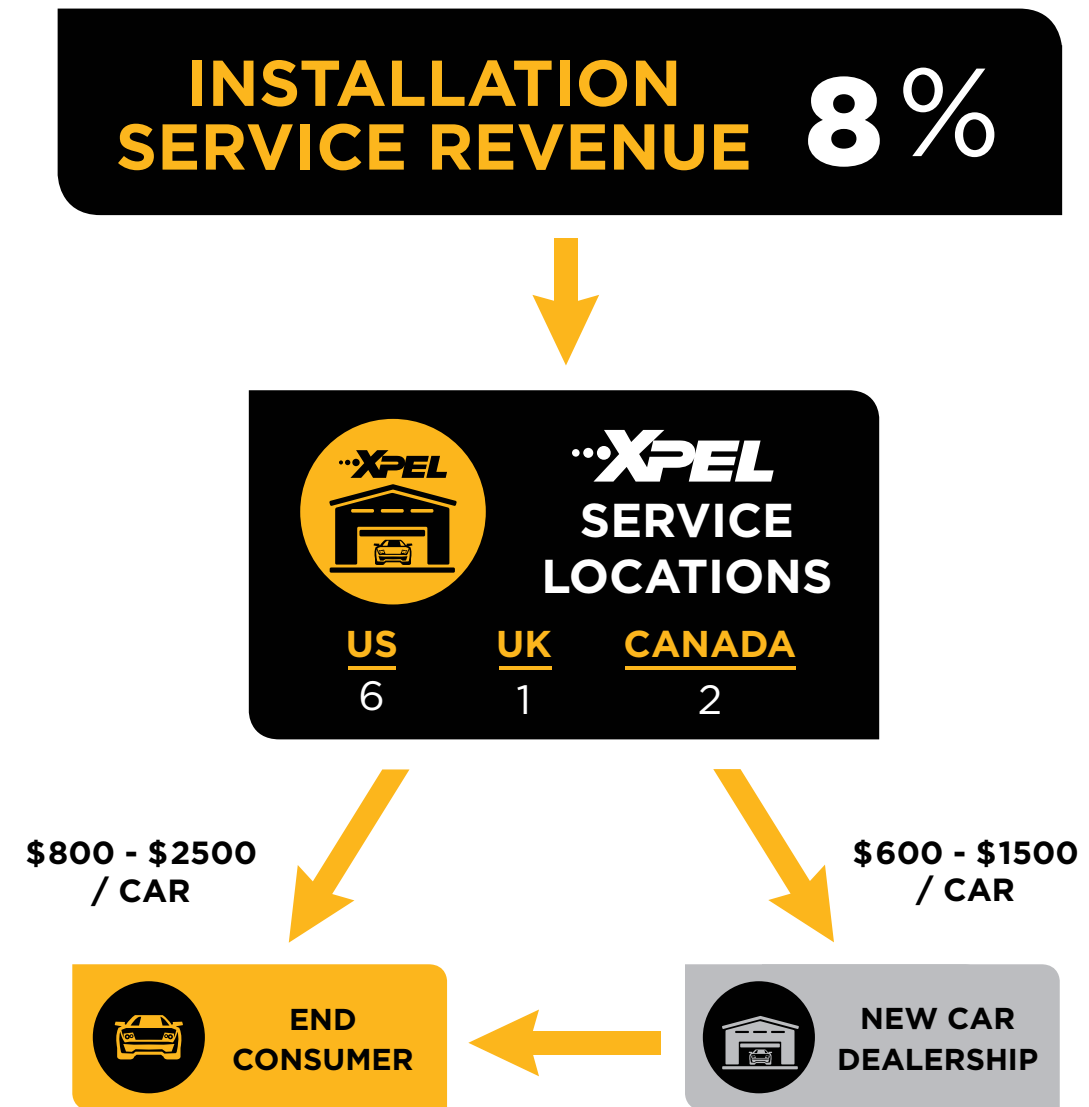 INSTALLATION
SERVICE REVENUE
8%
XPEL
XPEL
SERVICE
LOCATIONS
US UK CANADA
6 1 2
$800 - $2500
/ CAR
$600 - $1500
/ CAR
END
CONSUMER
NEW CAR
DEALERSHIP